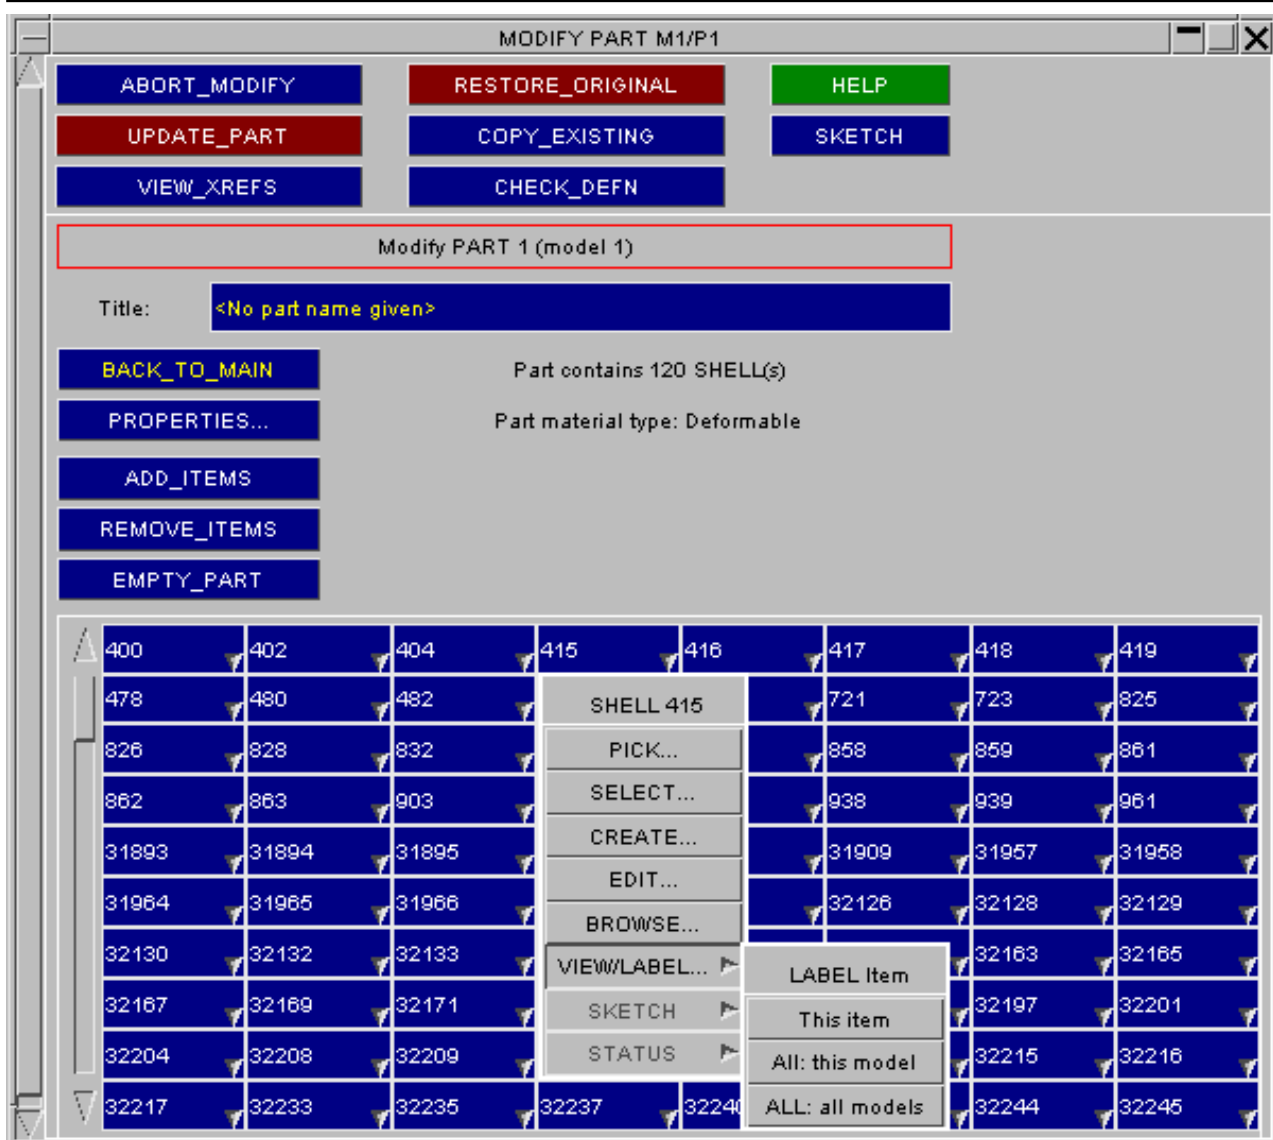 MODIFY PART M1/P1
ABORT_MODIFY RESTORE_ORIGINAL HELP
UPDATE_PART COPY_EXISTING SKETCH
VIEW_XREFS CHECK_DEFN
Modify PART 1 (model 1)
Title: <No part name given>
BACK_TO_MAIN Part contains 120 SHELL(s)
PROPERTIES... Part material type: Deformable
ADD_ITEMS
REMOVE_ITEMS
EMPTY_PART
400 402 404 415 416 417 418 419
478 480 482 SHELL 415 721 723 825
826 828 832 PICK... 858 859 861
862 863 903 SELECT... 938 939 961
31893 31894 31895 CREATE... 31909 31957 31958
EDIT...
31964 31965 31966 32126 32128 32129
BROWSE...
32130 32132 32133 VIEW/LABEL... 32163 32165
LABEL Item
32167 32169 32171 SKETCH This item 32197 32201
32204 32208 32209 STATUS All: this model 32215 32216
32217 32233 32235 32237 3224 ALL: all models 32244 32245